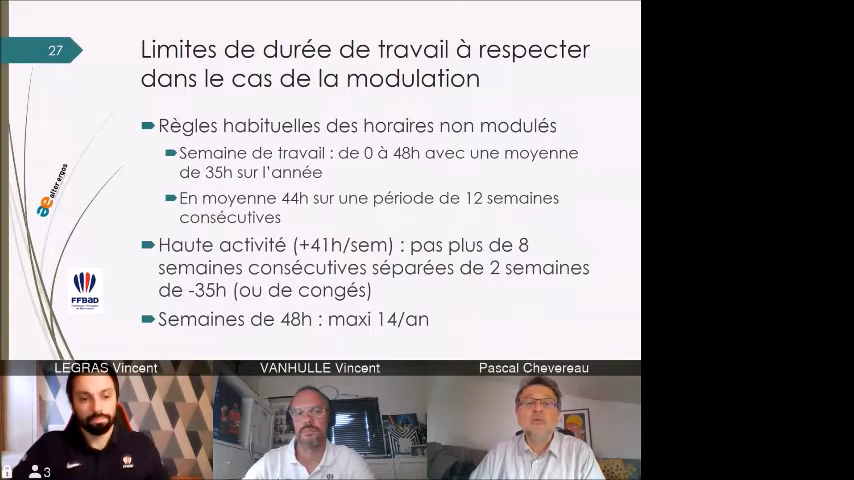 27
Limites de durée de travail à respecter
dans le cas de la modulation
Règles habituelles des horaires non modulés
Semaine de travail : de 0 à 48h avec une moyenne
de 35h sur l'année
En moyenne 44h sur une période de 12 semaines
consécutives
Haute activité (+41h/sem) : pas plus de 8
semaines consécutives séparées de 2 semaines
de -35h (ou de congés)
Semaines de 48h : maxi 14/an
ae alter ergos
FFBaD
LEGRAS Vincent
VANHULLE Vincent
Pascal Chevereau
3